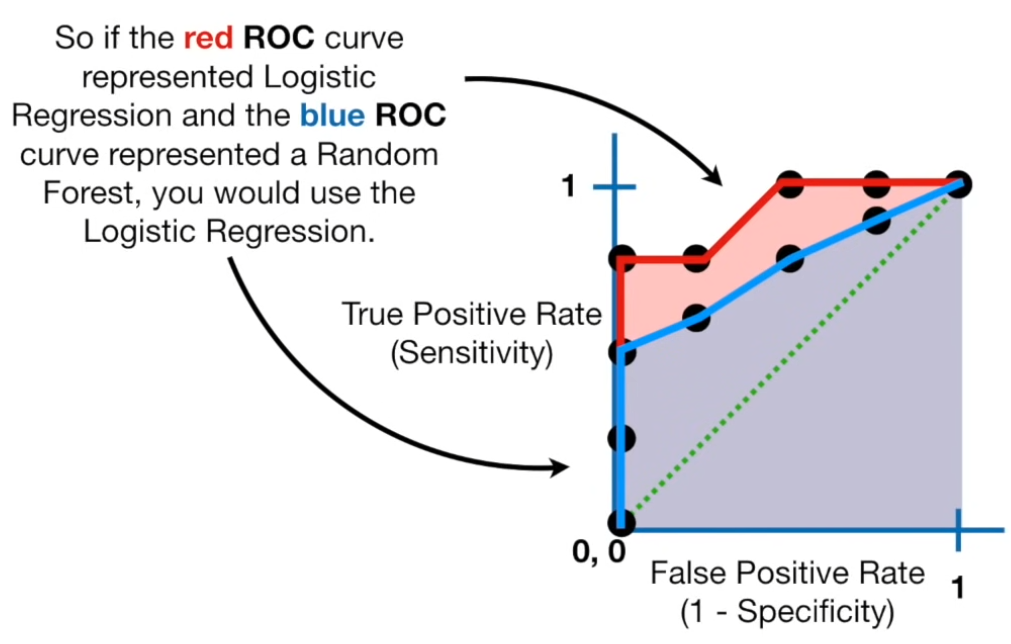 So if the red ROC curve
represented Logistic
Regression and the blue ROC
curve represented a Random
Forest, you would use the
Logistic Regression.
1
True Positive Rate
(Sensitivity)
0, 0
False Positive Rate
(1 - Specificity)
1